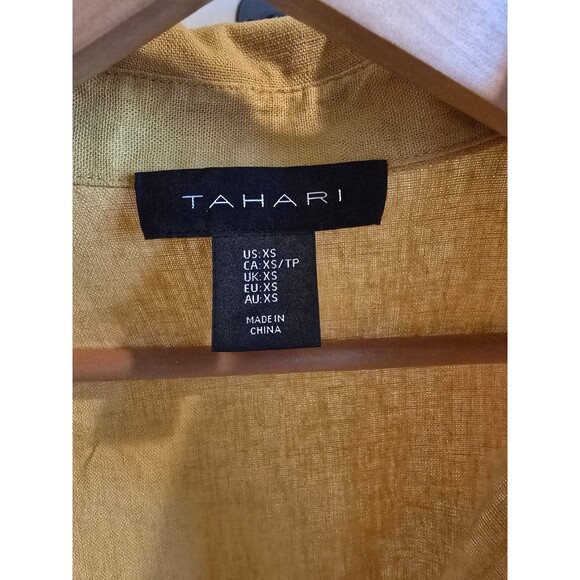 TAHARI
US:XS
CA:XS/TP
UK:XS
EU:XS
AU:XS
MADE IN
CHINA